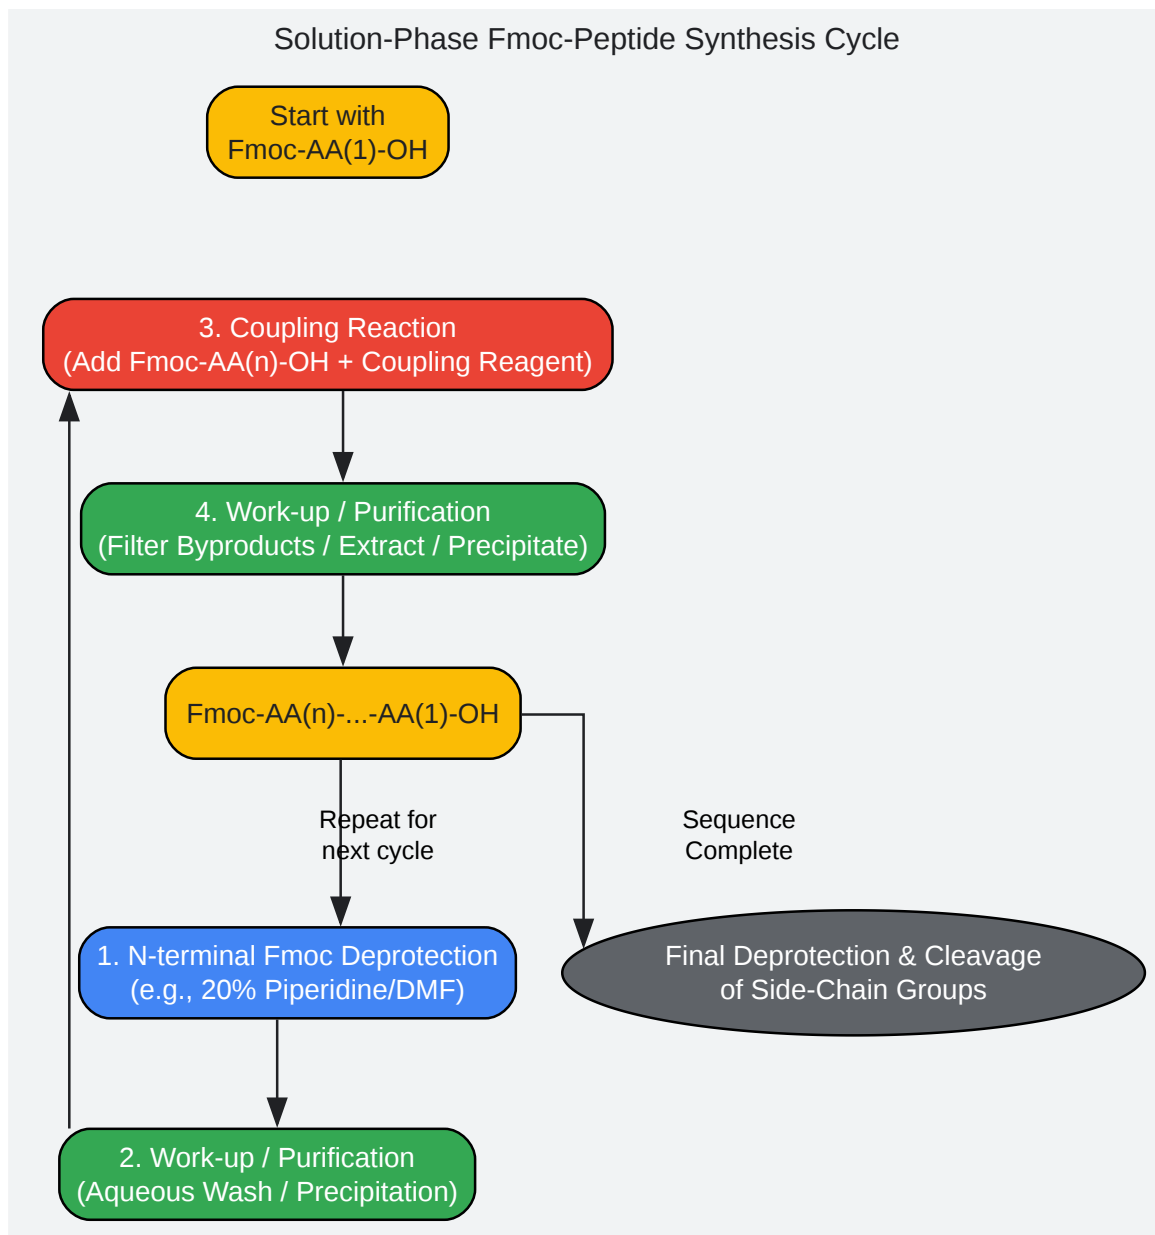 Solution-Phase Fmoc-Peptide Synthesis Cycle
Start with
Fmoc-AA(1)-OH
3. Coupling Reaction
(Add Fmoc-AA(n)-OH + Coupling Reagent)
4. Work-up / Purification
(Filter Byproducts / Extract / Precipitate)
Fmoc-AA(n)-...-AA(1)-OH
Repeat for
next cycle
Sequence
Complete
1. N-terminal Fmoc Deprotection
(e.g., 20% Piperidine/DMF)
Final Deprotection & Cleavage
of Side-Chain Groups
2. Work-up / Purification
(Aqueous Wash / Precipitation)